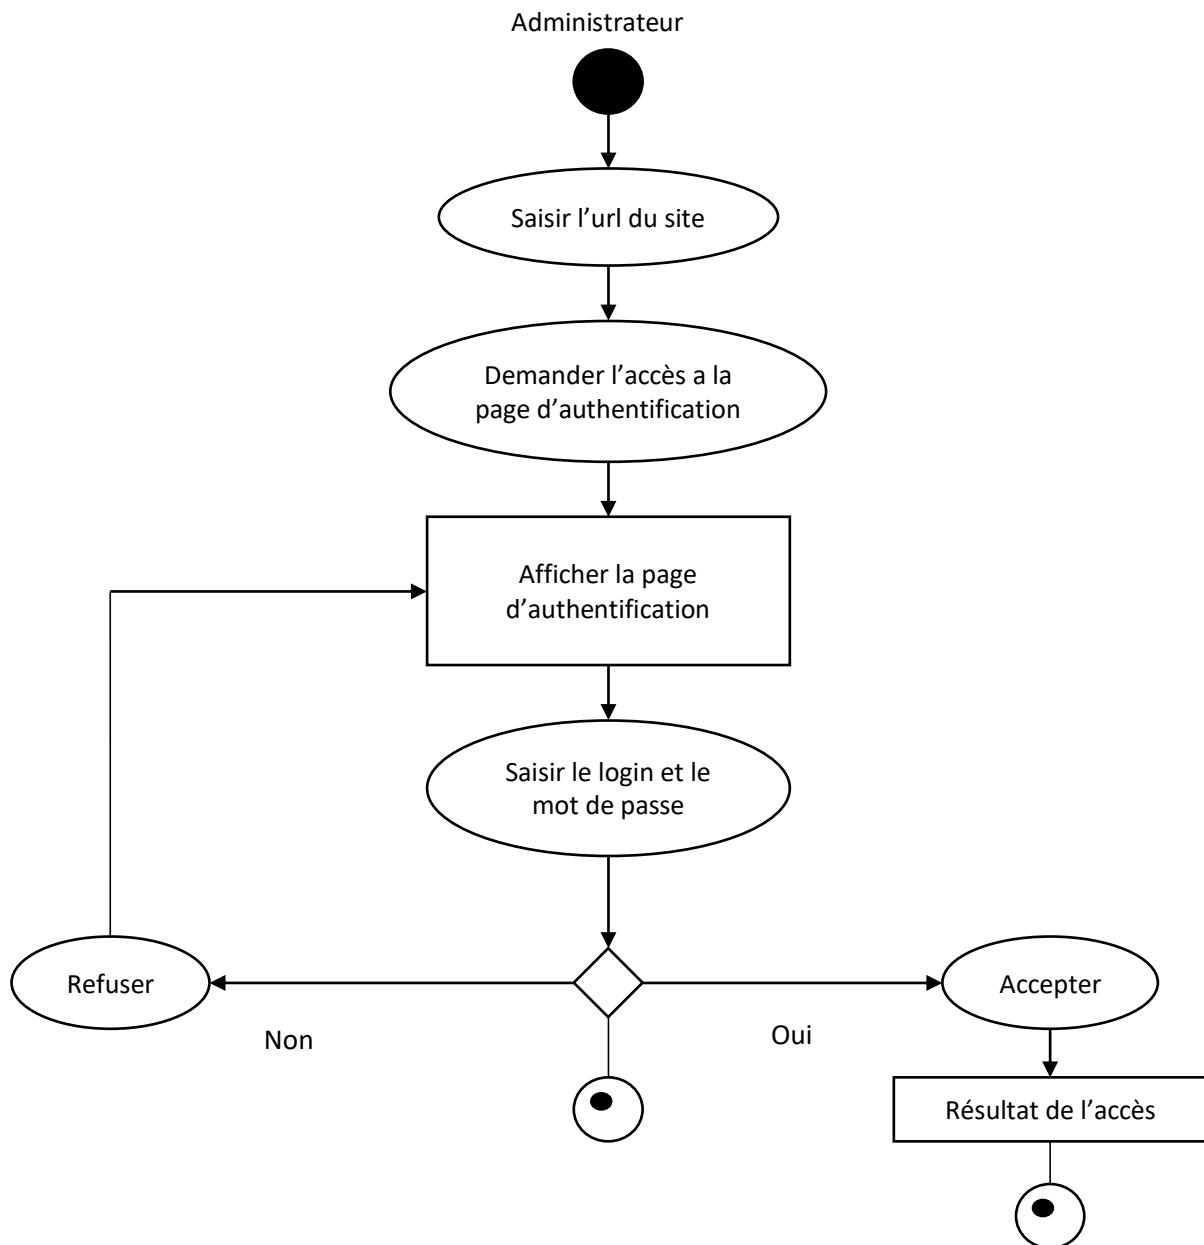 Administrateur
Saisir l’url du site
Demander l’accès a la
page d’authentification
Afficher la page
d’authentification
Saisir le login et le
mot de passe
Refuser
Accepter
Non
Oui
Résultat de l’accès